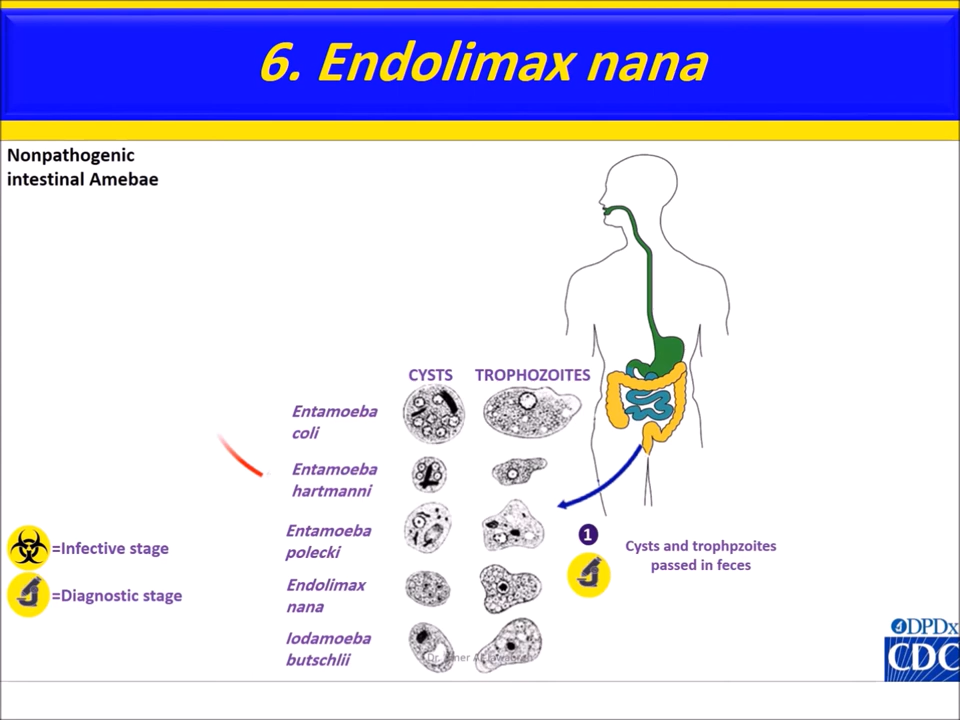 6. Endolimax nana
Nonpathogenic
intestinal Amebae
CYSTS
TROPHOZOITES
Entamoeba
coli
Entamoeba
hartmanni
Entamoeba
polecki
Endolimax
nana
Iodamoeba
butschlii
=Infective stage
=Diagnostic stage
1
Cysts and trophpzoites
passed in feces
Dr.
DPDx
CDC